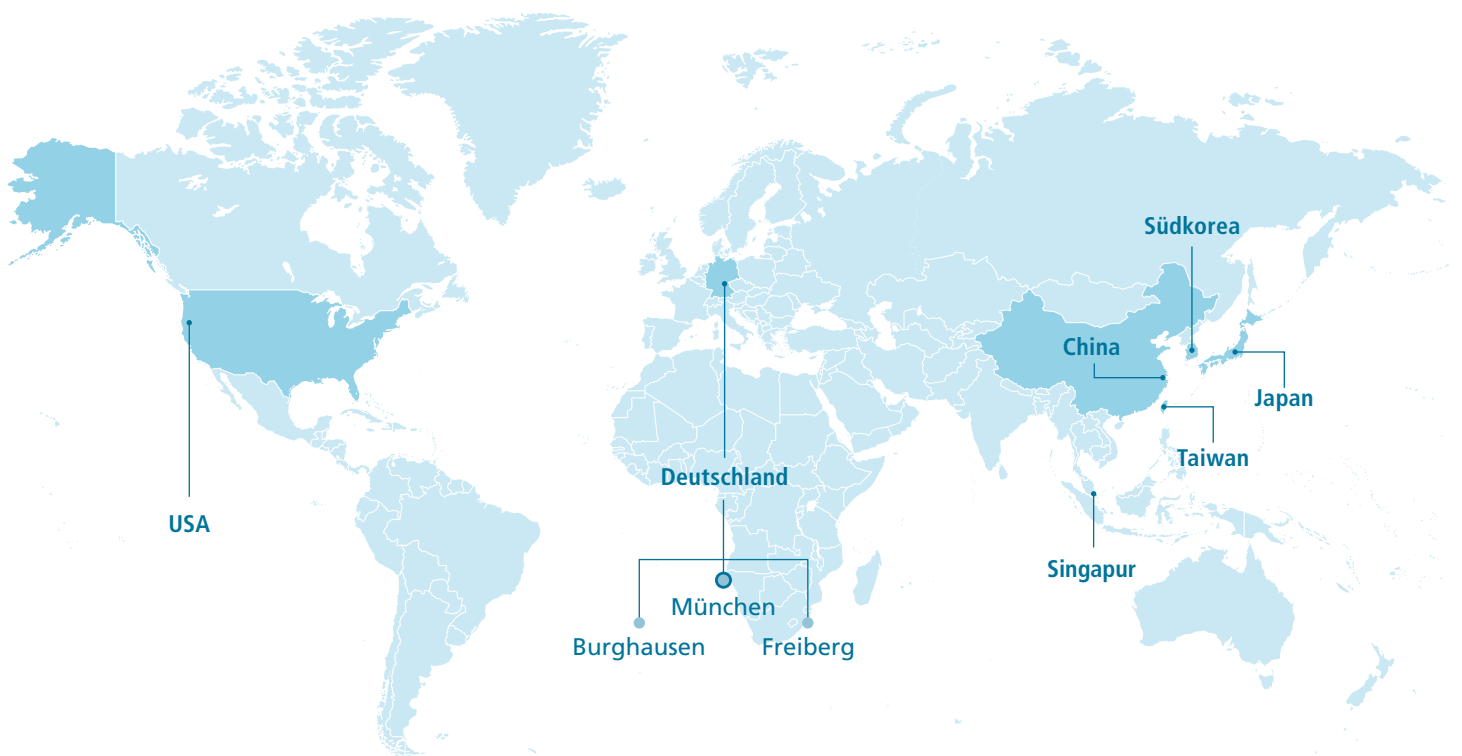 Südkorea
China
Japan
Taiwan
Deutschland
USA
Singapur
München
Burghausen
Freiberg